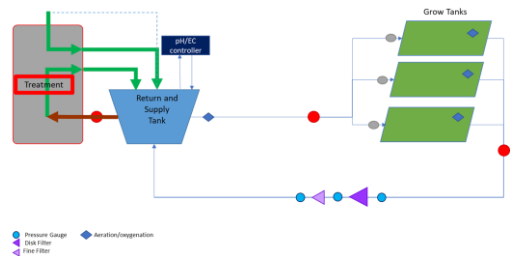 Grow Tanks
pH/EC
controller
Treatment
Return and
Supply
Tank
Pressure Gauge
Aeration/oxygenation
Disk Filter
Fine Filter